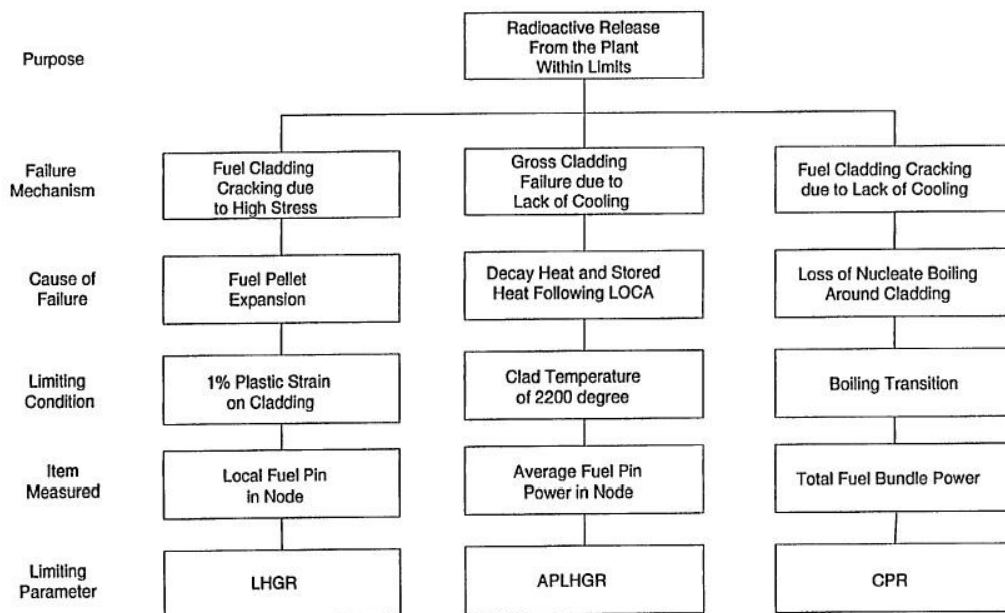 Purpose
Radioactive Release
From the Plant
Within Limits
Failure
Mechanism
Fuel Cladding
Cracking due
to High Stress
Gross Cladding
Failure due to
Lack of Cooling
Fuel Cladding Cracking
due to Lack of Cooling
Cause of
Failure
Fuel Pellet
Expansion
Decay Heat and Stored
Heat Following LOCA
Loss of Nucleate Boiling
Around Cladding
Limiting
Condition
1% Plastic Strain
on Cladding
Clad Temperature
of 2200 degree
Boiling Transition
Item
Measured
Local Fuel Pin
in Node
Average Fuel Pin
Power in Node
Total Fuel Bundle Power
Limiting
Parameter
LHGR
APLHGR
CPR